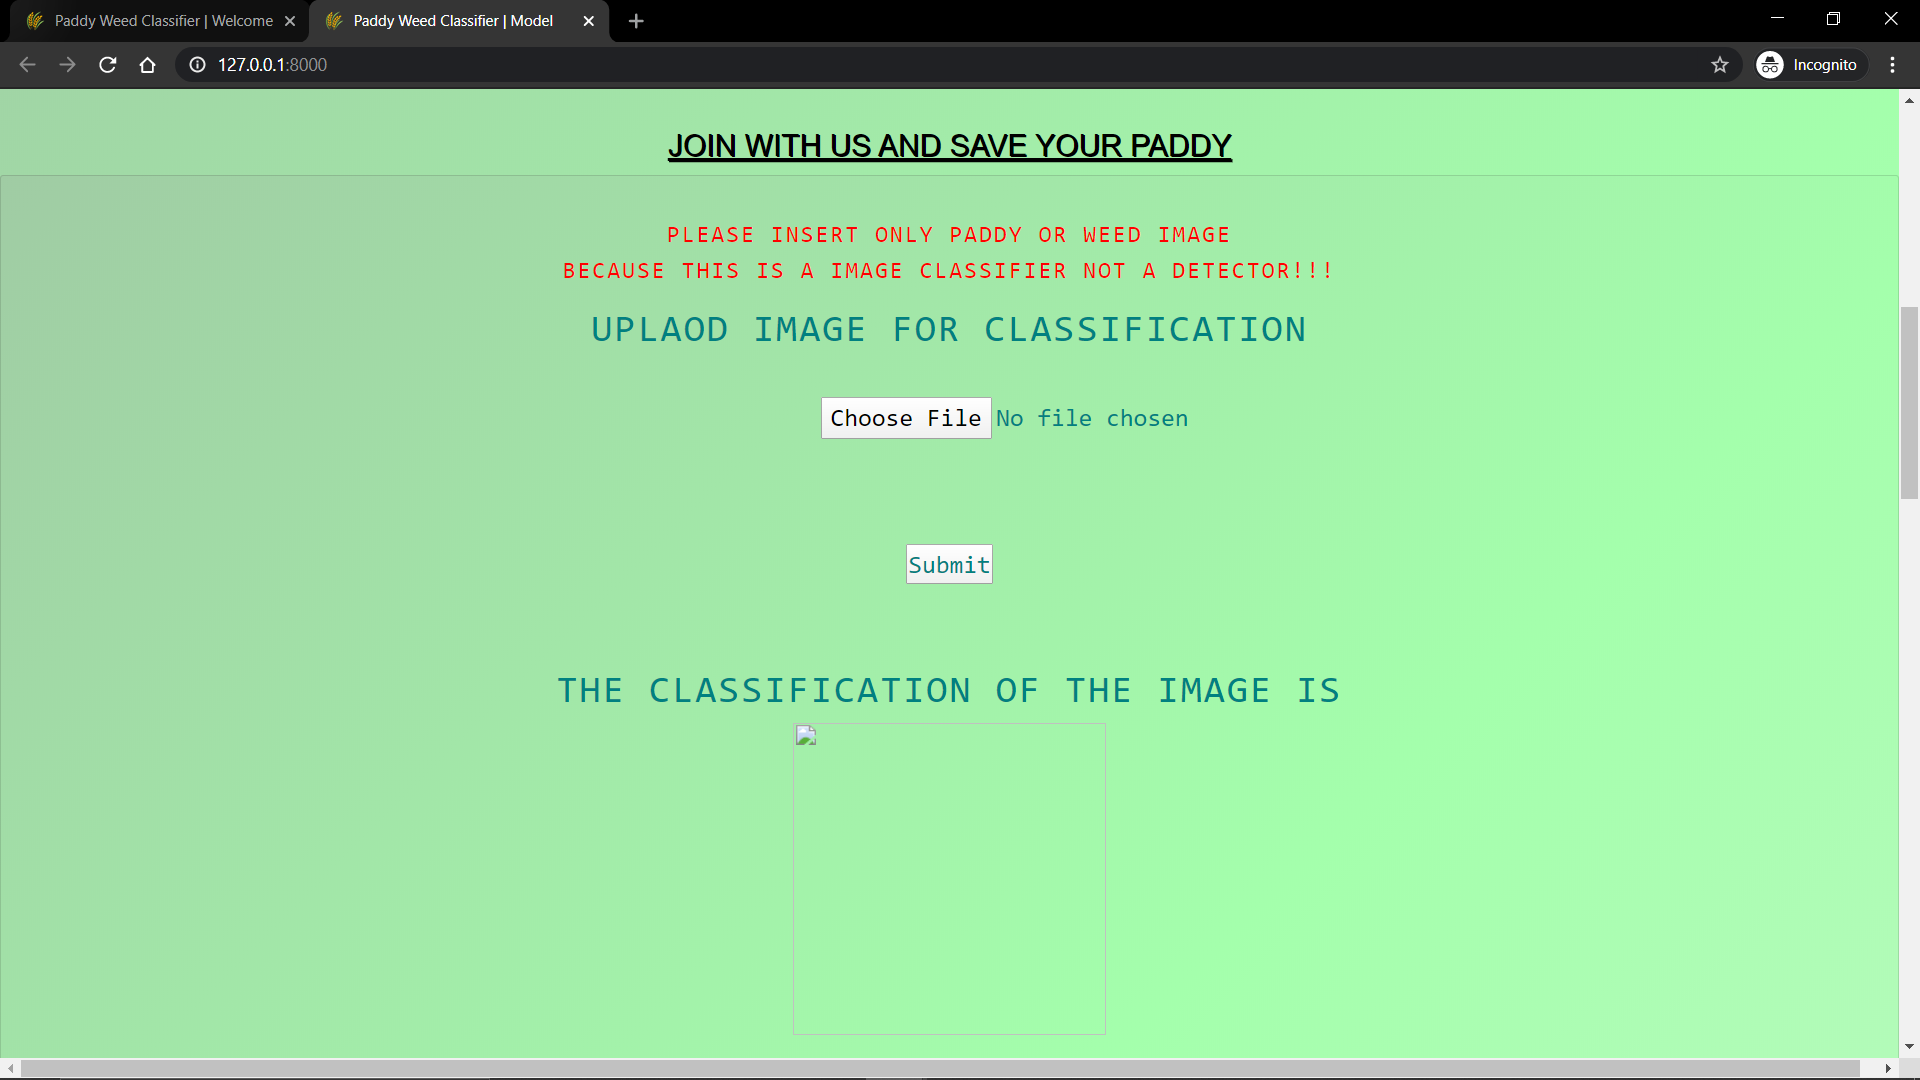 Paddy Weed Classifier | Welcome
Paddy Weed Classifier | Model
127.0.0.1:8000
Incognito
JOIN WITH US AND SAVE YOUR PADDY
PLEASE INSERT ONLY PADDY OR WEED IMAGE
BECAUSE THIS IS A IMAGE CLASSIFIER NOT A DETECTOR!!!
UPLAOD IMAGE FOR CLASSIFICATION
Choose File No file chosen
Submit
THE CLASSIFICATION OF THE IMAGE IS